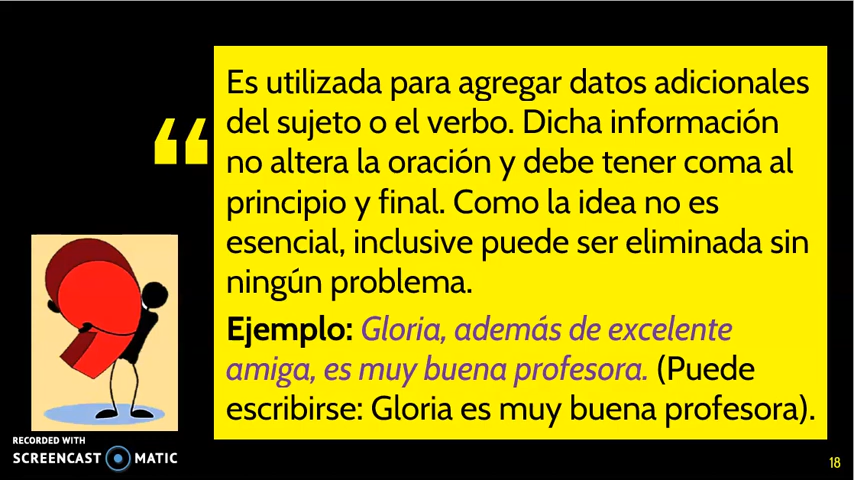 “
Es utilizada para agregar datos adicionales
del sujeto o el verbo. Dicha información
no altera la oración y debe tener coma al
principio y final. Como la idea no es
esencial, inclusive puede ser eliminada sin
ningún problema.
Ejemplo: Gloria, además de excelente
amiga, es muy buena profesora. (Puede
escribirse: Gloria es muy buena profesora).
RECORDED WITH
SCREENCAST MATIC
18